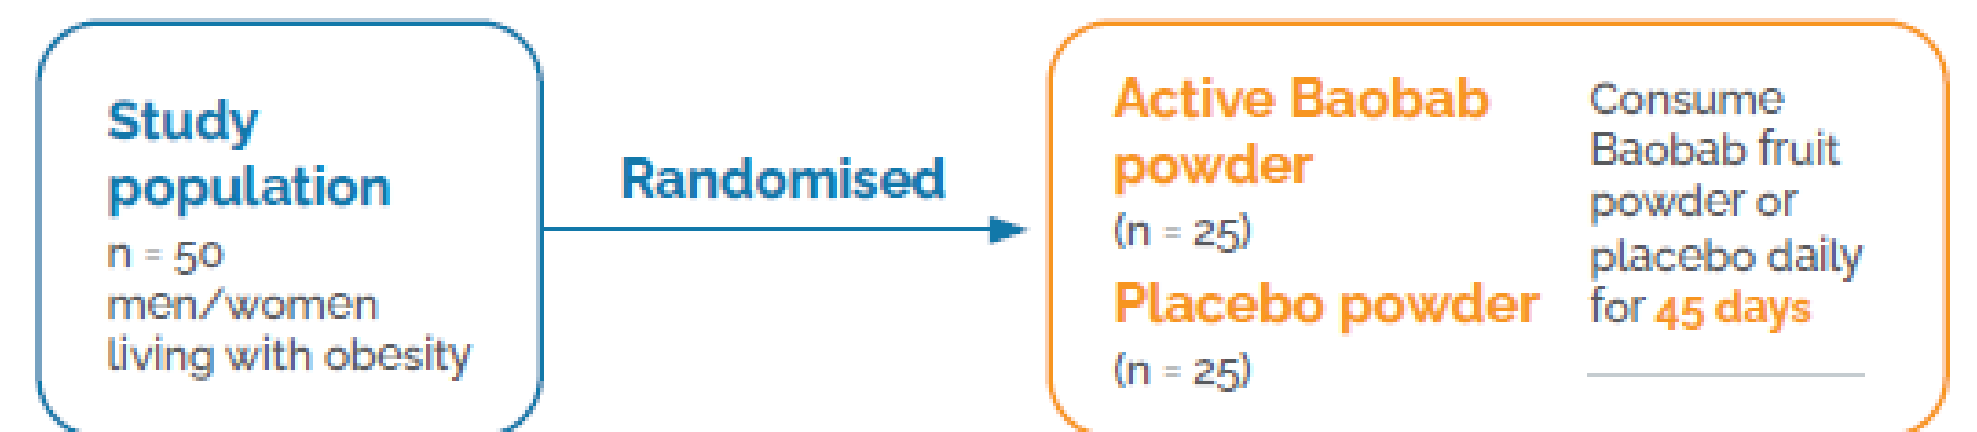 Study
population
n = 50
men/women
living with obesity
Randomised
Active Baobab
powder
(n = 25)
Placebo powder
(n = 25)
Consume
Baobab fruit
powder or
placebo daily
for 45 days